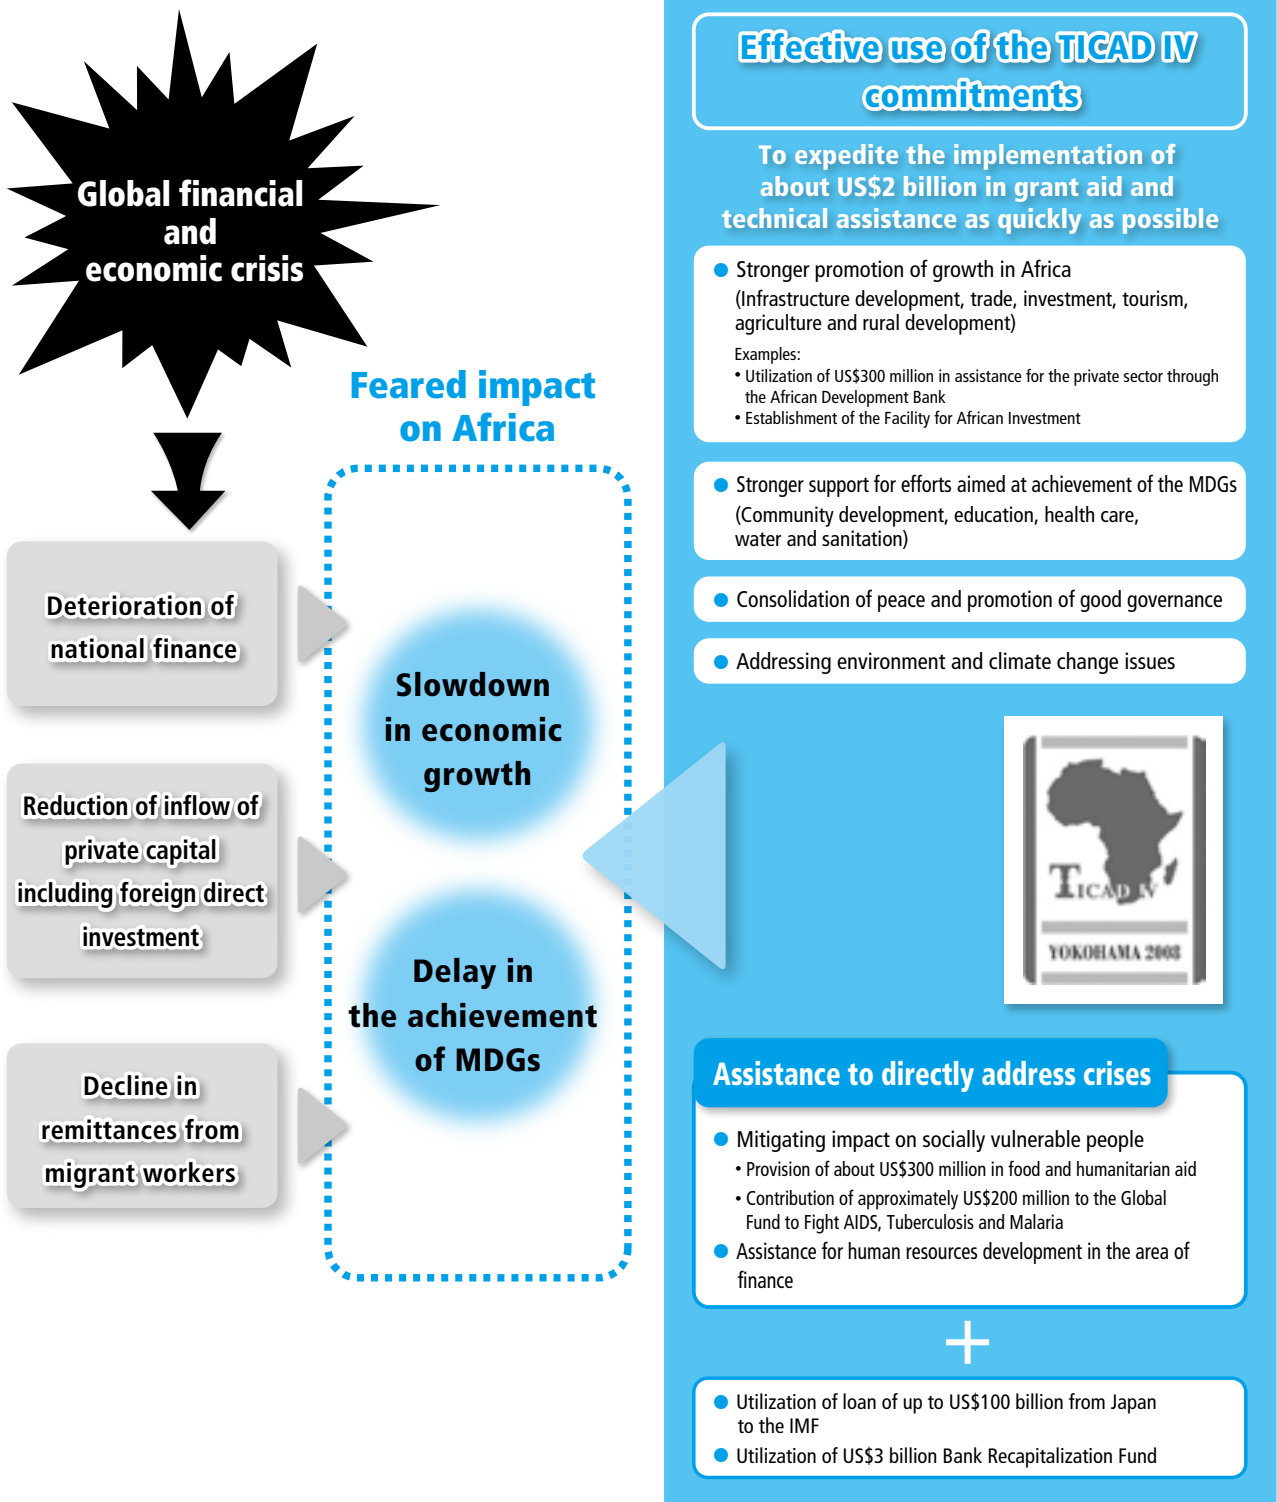 Global financial
and
economic crisis
Feared impact
on Africa
Deterioration of
national finance
Reduction of inflow of
private capital
including foreign direct
investment
Decline in
remittances from
migrant workers
Slowdown
in economic
growth
Delay in
the achievement
of MDGs
Effective use of the TICAD IV
commitments
To expedite the implementation of
about US$2 billion in grant aid and
technical assistance as quickly as possible
● Stronger promotion of growth in Africa
(Infrastructure development, trade, investment, tourism,
agriculture and rural development)
Examples:
• Utilization of US$300 million in assistance for the private sector through
the African Development Bank
• Establishment of the Facility for African Investment
● Stronger support for efforts aimed at achievement of the MDGs
(Community development, education, health care,
water and sanitation)
● Consolidation of peace and promotion of good governance
● Addressing environment and climate change issues
TICAD IV
YOKOHAMA 2008
Assistance to directly address crises
● Mitigating impact on socially vulnerable people
• Provision of about US$300 million in food and humanitarian aid
• Contribution of approximately US$200 million to the Global
Fund to Fight AIDS, Tuberculosis and Malaria
● Assistance for human resources development in the area of
finance
+
● Utilization of loan of up to US$100 billion from Japan
to the IMF
● Utilization of US$3 billion Bank Recapitalization Fund